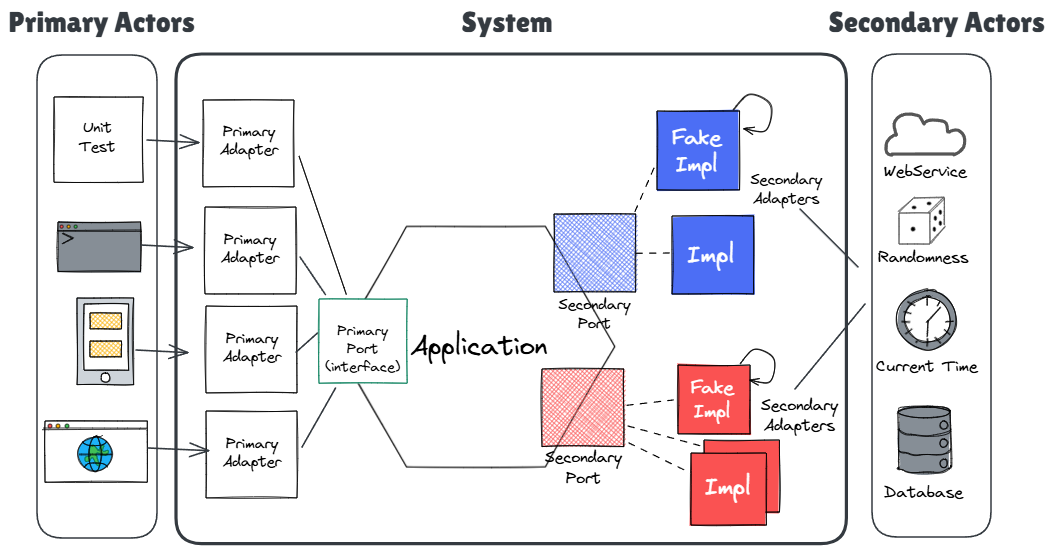 Primary Actors
System
Secondary Actors
Unit
Test
>
Primary
Adapter
Primary
Adapter
Primary
Adapter
Primary
Adapter
Primary
Port
(interface)
Application
Secondary
Port
Secondary
Port
Fake
Impl
Impl
Secondary
Adapters
Fake
Impl
Impl
Secondary
Adapters
WebService
Randomness
Current Time
Database